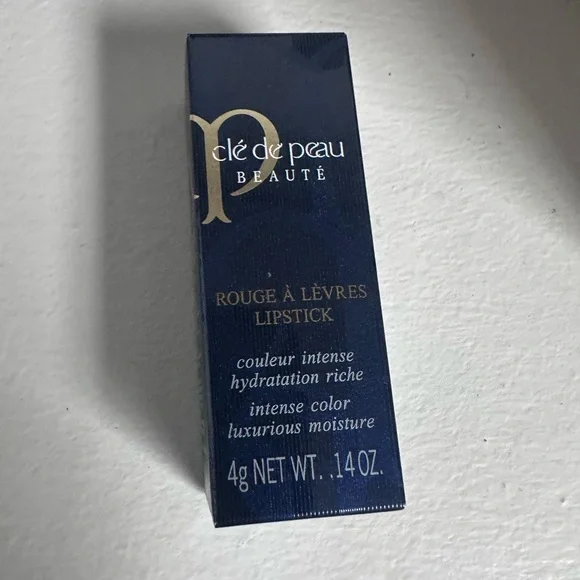 clé de peau
BEAUTÉ
ROUGE À LÈVRES
LIPSTICK
couleur intense
hydratation riche
intense color
luxurious moisture
4g NET WT. .14 OZ.